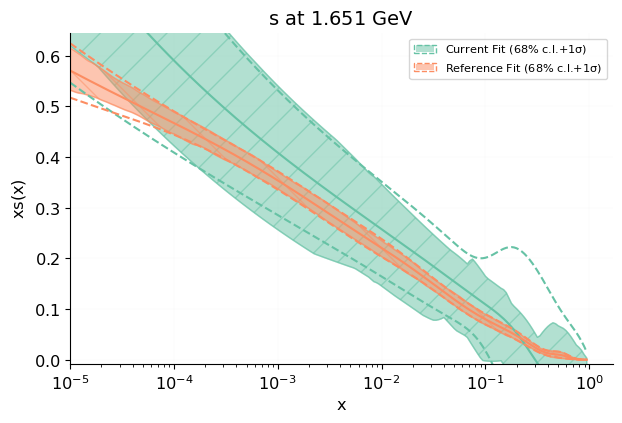 s at 1.651 GeV
Current Fit (68% c.l.+1σ)
Reference Fit (68% c.l.+1σ)
xs(x)
0.6
0.5
0.4
0.3
0.2
0.1
0.0
10⁻⁵ 10⁻⁴ 10⁻³ 10⁻² 10⁻¹ 10⁰
x